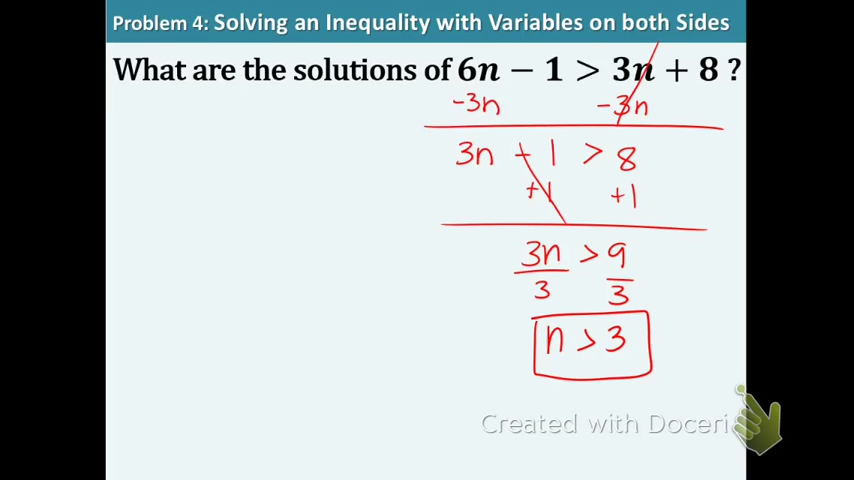 Problem 4: Solving an Inequality with Variables on both Sides
What are the solutions of 6n − 1 > 3n + 8 ?
-3n -3n
3n + 1 > 8
+1 +1
3n > 9
3 3
n > 3
Created with Doceri